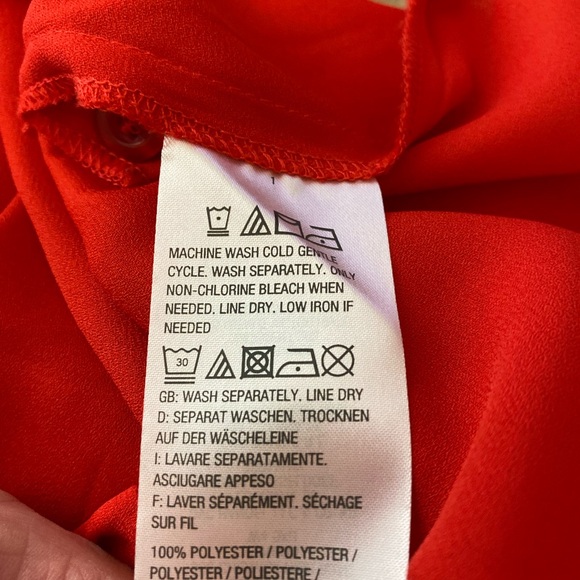 1
MACHINE WASH COLD GENTLE
CYCLE. WASH SEPARATELY. ONLY
NON-CHLORINE BLEACH WHEN
NEEDED. LINE DRY. LOW IRON IF
NEEDED
30
GB: WASH SEPARATELY. LINE DRY
D: SEPARAT WASCHEN. TROCKNEN
AUF DER WÄSCHELEINE
I: LAVARE SEPARATAMENTE.
ASCIUGARE APPESO
F: LAVER SÉPARÉMENT. SÉCHAGE
SUR FIL
100% POLYESTER / POLYESTER /
POLYESTER / POLIESTERE /